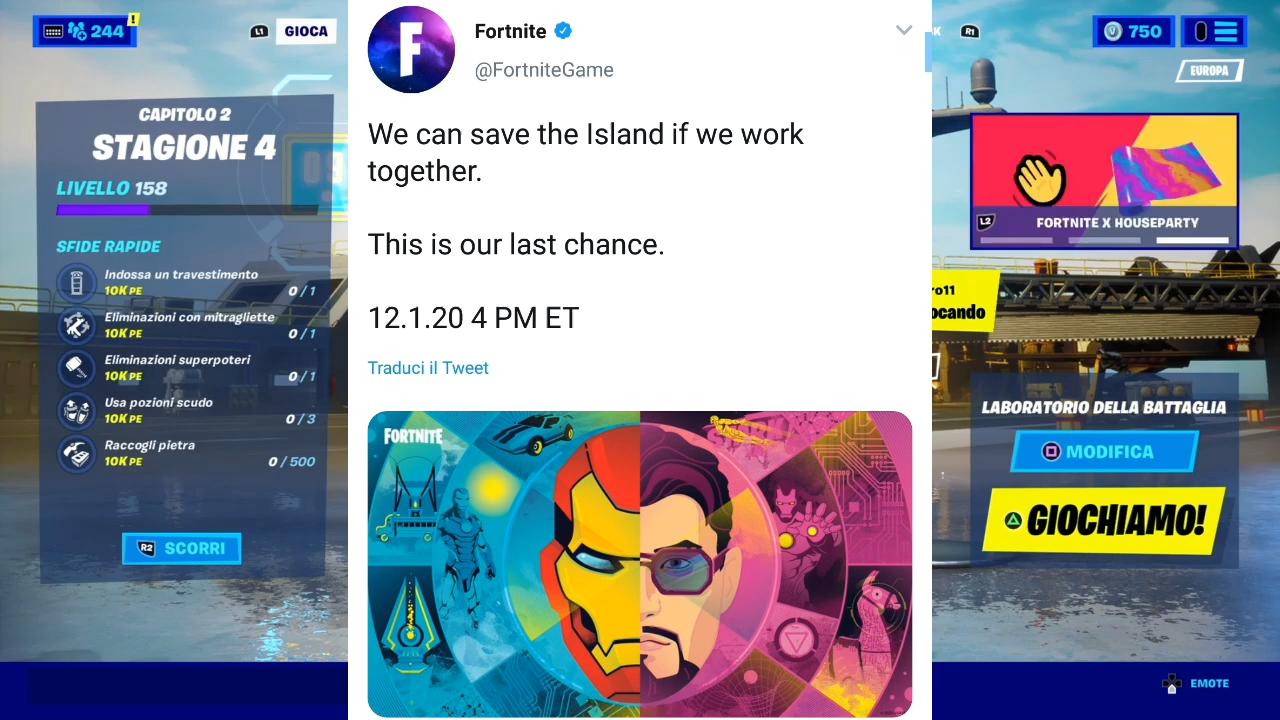 244
!
L1
GIOCA
CAPITOLO 2
STAGIONE 4
LIVELLO 158
SFIDE RAPIDE
Indossa un travestimento
10K PE
0 / 1
Eliminazioni con mitragliette
10K PE
0 / 1
Eliminazioni superpoteri
10K PE
0 / 1
Usa pozioni scudo
10K PE
0 / 3
Raccogli pietra
10K PE
0 / 500
R2 SCORRI
F
Fortnite
@FortniteGame
We can save the Island if we work
together.
This is our last chance.
12.1.20 4 PM ET
Traduci il Tweet
FORTNITE
K
R1
V 750
EUROPA
L2
FORTNITE X HOUSEPARTY
ro11
ocando
LABORATORIO DELLA BATTAGLIA
MODIFICA
GIOCHIAMO!
EMOTE